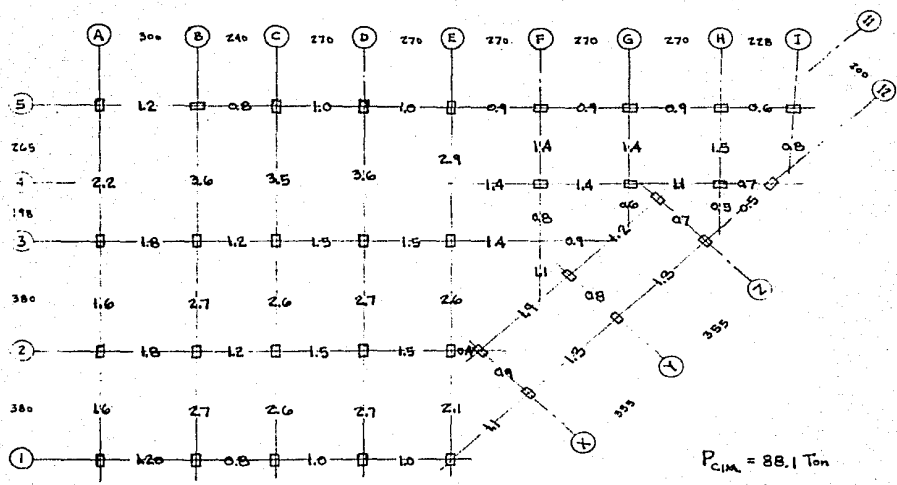 11
A 300 B 240 C 270 D 270 E 270. F 270 G 270 H 228 I
200
12
5 1.2 0.8 1.0 1.0 0.9 0.9 0.9 0.6
265 2.9 1.4 1.4 1.5 0.8
4 2.2 3.6 3.5 3.6 1.4 1.4 1.1 0.7
198 0.8 0.6 0.7 0.5 0.5
3 1.8 1.2 1.5 1.5 1.4 0.9 1.2
1.1 1.3
380 1.6 2.7 2.6 2.7 2.6 1.9 0.8 Z
355
2 1.8 1.2 1.5 1.5 0.4 1.3
0.9 Y
380 1.6 2.7 2.6 2.7 2.1 1.1 355
X
1 1.20 0.8 1.0 1.0
P CIM. = 88.1 Ton